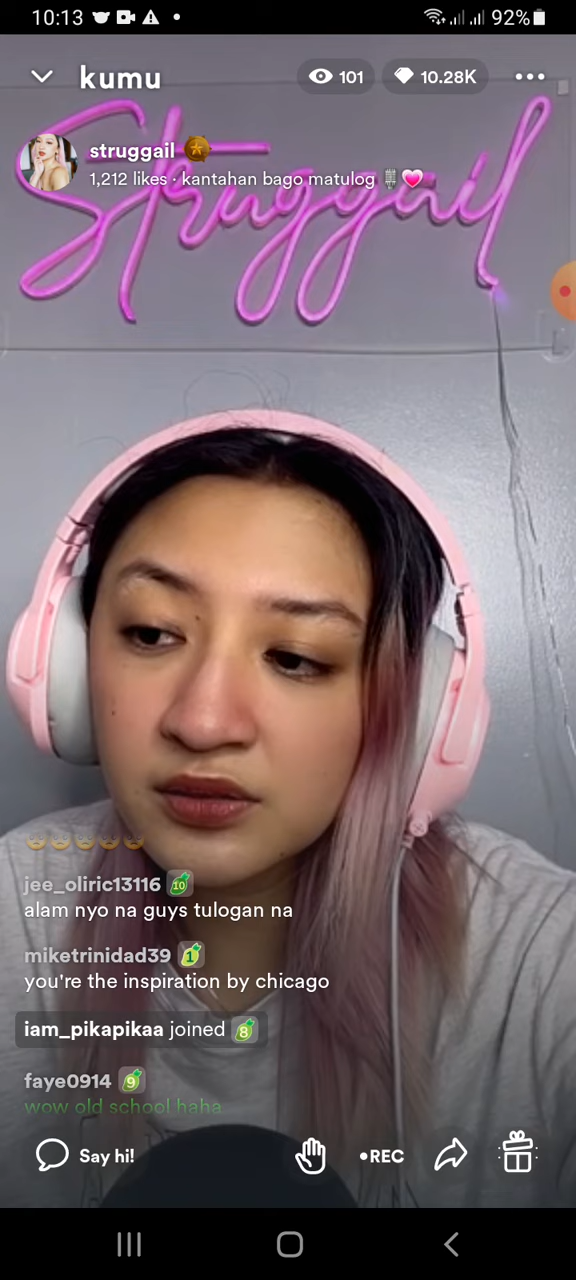 10:13
92%
kumu
101
10.28K
Struggail
struggail
1,212 likes · kantahan bago matulog
jee_oliric13116 10
alam nyo na guys tulogan na
miketrinidad39 1
you're the inspiration by chicago
iam_pikapikaa joined 8
faye0914 9
wow old school haha
Say hi!
•REC